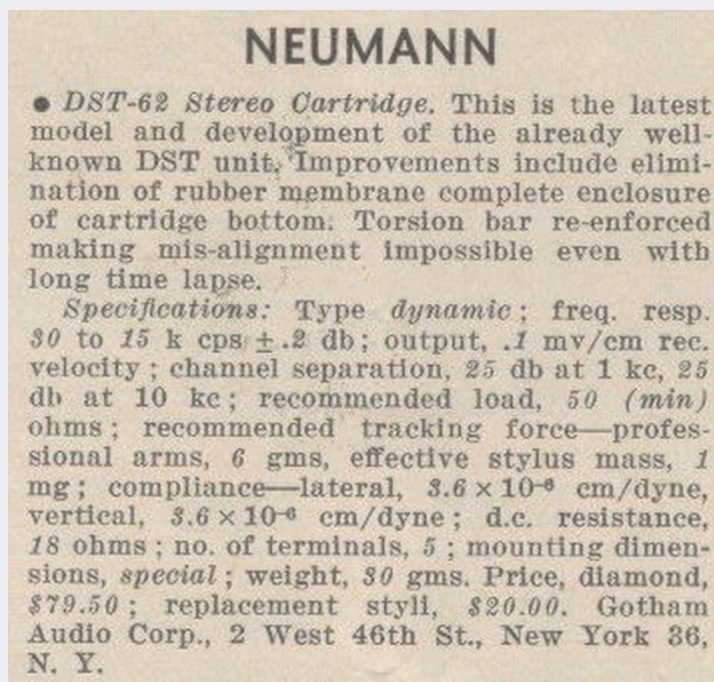 NEUMANN
● DST-62 Stereo Cartridge. This is the latest
model and development of the already well-
known DST unit. Improvements include elimi-
nation of rubber membrane complete enclosure
of cartridge bottom. Torsion bar re-enforced
making mis-alignment impossible even with
long time lapse.
Specifications: Type dynamic; freq. resp.
30 to 15 k cps ± .2 db; output, .1 mv/cm rec.
velocity; channel separation, 25 db at 1 kc, 25
db at 10 kc; recommended load, 50 (min)
ohms; recommended tracking force—profes-
sional arms, 6 gms, effective stylus mass, 1
mg; compliance—lateral, 3.6 × 10⁻⁶ cm/dyne,
vertical, 3.6 × 10⁻⁶ cm/dyne; d.c. resistance,
18 ohms; no. of terminals, 5; mounting dimen-
sions, special; weight, 30 gms. Price, diamond,
$79.50; replacement styli, $20.00. Gotham
Audio Corp., 2 West 46th St., New York 36,
N. Y.